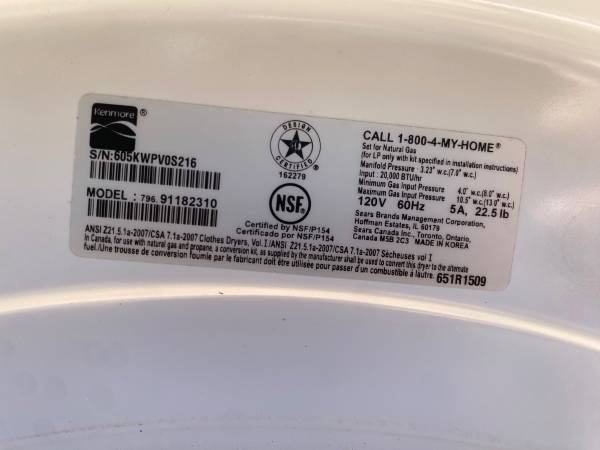 Kenmore ®
S/N:605KWPV0S216
MODEL : 796.91182310
DESIGN
CERTIFIED
162279
NSF®
Certified by NSF/P154
Certificado por NSF/P154
CALL 1-800-4-MY-HOME®
Set for Natural Gas
(for LP only with kit specified in installation instructions)
Manifold Pressure : 3.23" w.c.(7.9" w.c.)
Input : 20,000 BTU/hr
Minimum Gas Input Pressure 4.0" w.c.(8.0" w.c.)
Maximum Gas Input Pressure 10.5" w.c.(13.0" w.c.)
120V 60Hz 5A, 22.5 lb
Sears Brands Management Corporation,
Hoffman Estates, IL 60179
Sears Canada Inc., Toronto, Ontario,
Canada M5B 2C3 MADE IN KOREA
ANSI Z21.5.1a-2007/CSA 7.1a-2007 Clothes Dryers, Vol.I/ANSI Z21.5.1a-2007/CSA 7.1a-2007 Sécheuses vol I
In Canada, for use with natural gas and propane, a conversion kit, as supplied by the manufacturer shall be used to convert this dryer to the alternate
fuel/Une trousse de conversion fournie par le fabricant doit être utilisée uniquement pour passer d'un combustible à lautre.
651R1509